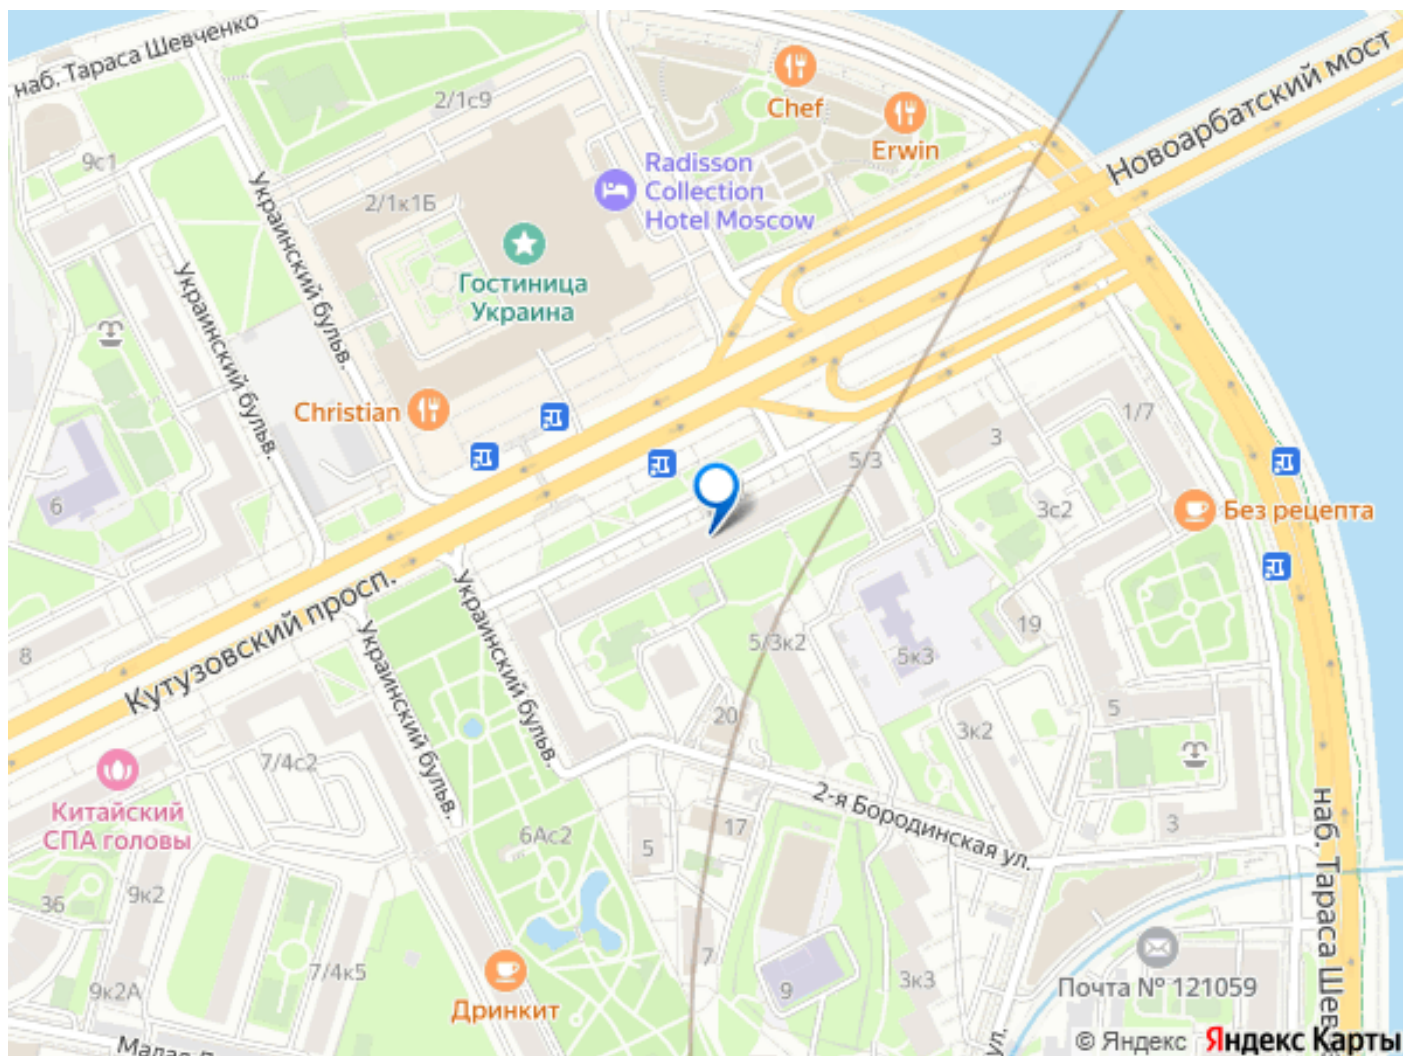 наб. Тараса Шевченко
2/1с9
Chef
Erwin
Новоарбатский мост
9с1
Украинский бульв.
2/1к1Б
Radisson
Collection
Hotel Moscow
Гостиница
Украина
Украинский бульв.
Christian
1/7
3
5/3
6
3с2
Без рецепта
Кутузовский просп.
Украинский бульв.
Украинский бульв.
8
19
5/3к2
5к3
5
20
3к2
7/4с2
Китайский
СПА головы
2-я Бородинская ул.
наб. Тараса Шев
6Ас2
17
5
3
9к2
36
7/4к5
9к2А
7
9
3к3
Почта № 121059
Дринкит
ул.
© Яндекс Яндекс Карты